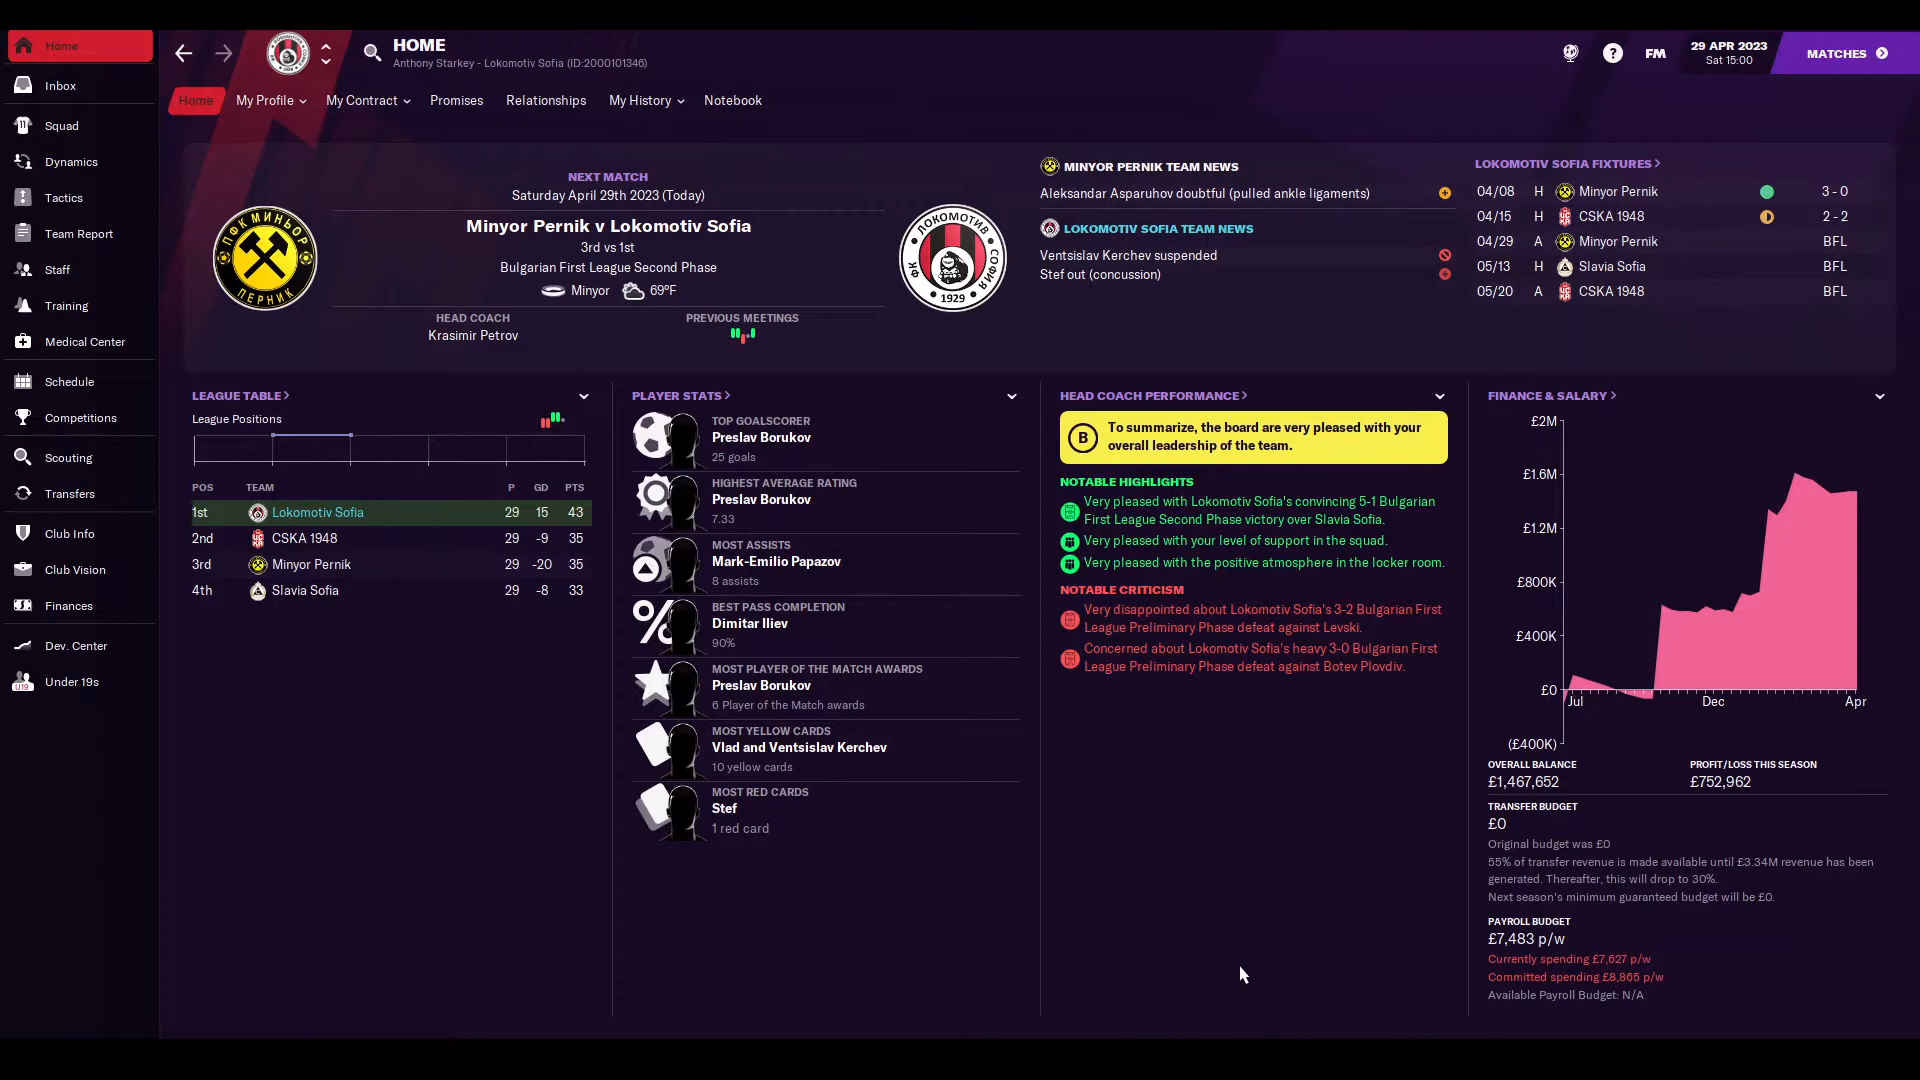 Home
Inbox
Squad
Dynamics
Tactics
Team Report
Staff
Training
Medical Center
Schedule
Competitions
Scouting
Transfers
Club Info
Club Vision
Finances
Dev. Center
Under 19s
U19
HOME
Anthony Starkey - Lokomotiv Sofia (ID:2000101346)
FM
29 APR 2023
Sat 15:00
MATCHES
Home
My Profile
My Contract
Promises
Relationships
My History
Notebook
NEXT MATCH
Saturday April 29th 2023 (Today)
Minyor Pernik v Lokomotiv Sofia
3rd vs 1st
Bulgarian First League Second Phase
Minyor
69ºF
HEAD COACH
Krasimir Petrov
PREVIOUS MEETINGS
ПФК МИНЬОР
ПЕРНИК
ЛОКОМОТИВ
СОФИЯ
ФК
1929
MINYOR PERNIK TEAM NEWS
Aleksandar Asparuhov doubtful (pulled ankle ligaments)
LOKOMOTIV SOFIA TEAM NEWS
Ventsislav Kerchev suspended
Stef out (concussion)
LOKOMOTIV SOFIA FIXTURES
04/08 H Minyor Pernik 3 - 0
04/15 H CSKA 1948 2 - 2
04/29 A Minyor Pernik BFL
05/13 H Slavia Sofia BFL
05/20 A CSKA 1948 BFL
LEAGUE TABLE
League Positions
POS TEAM P GD PTS
1st Lokomotiv Sofia 29 15 43
2nd CSKA 1948 29 -9 35
3rd Minyor Pernik 29 -20 35
4th Slavia Sofia 29 -8 33
PLAYER STATS
TOP GOALSCORER
Preslav Borukov
25 goals
HIGHEST AVERAGE RATING
Preslav Borukov
7.33
MOST ASSISTS
Mark-Emilio Papazov
8 assists
BEST PASS COMPLETION
Dimitar Iliev
90%
MOST PLAYER OF THE MATCH AWARDS
Preslav Borukov
6 Player of the Match awards
MOST YELLOW CARDS
Vlad and Ventsislav Kerchev
10 yellow cards
MOST RED CARDS
Stef
1 red card
HEAD COACH PERFORMANCE
B
To summarize, the board are very pleased with your
overall leadership of the team.
NOTABLE HIGHLIGHTS
Very pleased with Lokomotiv Sofia's convincing 5-1 Bulgarian
First League Second Phase victory over Slavia Sofia.
Very pleased with your level of support in the squad.
Very pleased with the positive atmosphere in the locker room.
NOTABLE CRITICISM
Very disappointed about Lokomotiv Sofia's 3-2 Bulgarian First
League Preliminary Phase defeat against Levski.
Concerned about Lokomotiv Sofia's heavy 3-0 Bulgarian First
League Preliminary Phase defeat against Botev Plovdiv.
FINANCE & SALARY
£2M
£1.6M
£1.2M
£800K
£400K
£0
(£400K)
Jul
Dec
Apr
OVERALL BALANCE
£1,467,652
PROFIT/LOSS THIS SEASON
£752,962
TRANSFER BUDGET
£0
Original budget was £0
55% of transfer revenue is made available until £3.34M revenue has been
generated. Thereafter, this will drop to 30%.
Next season's minimum guaranteed budget will be £0.
PAYROLL BUDGET
£7,483 p/w
Currently spending £7,627 p/w
Committed spending £8,865 p/w
Available Payroll Budget: N/A